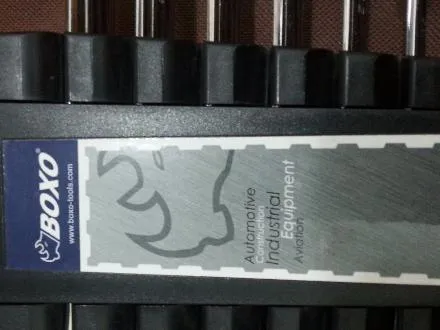 BOXO®
www.boxo-tools.com
Automotive
Construction
Industrial
Equipment
Aviation